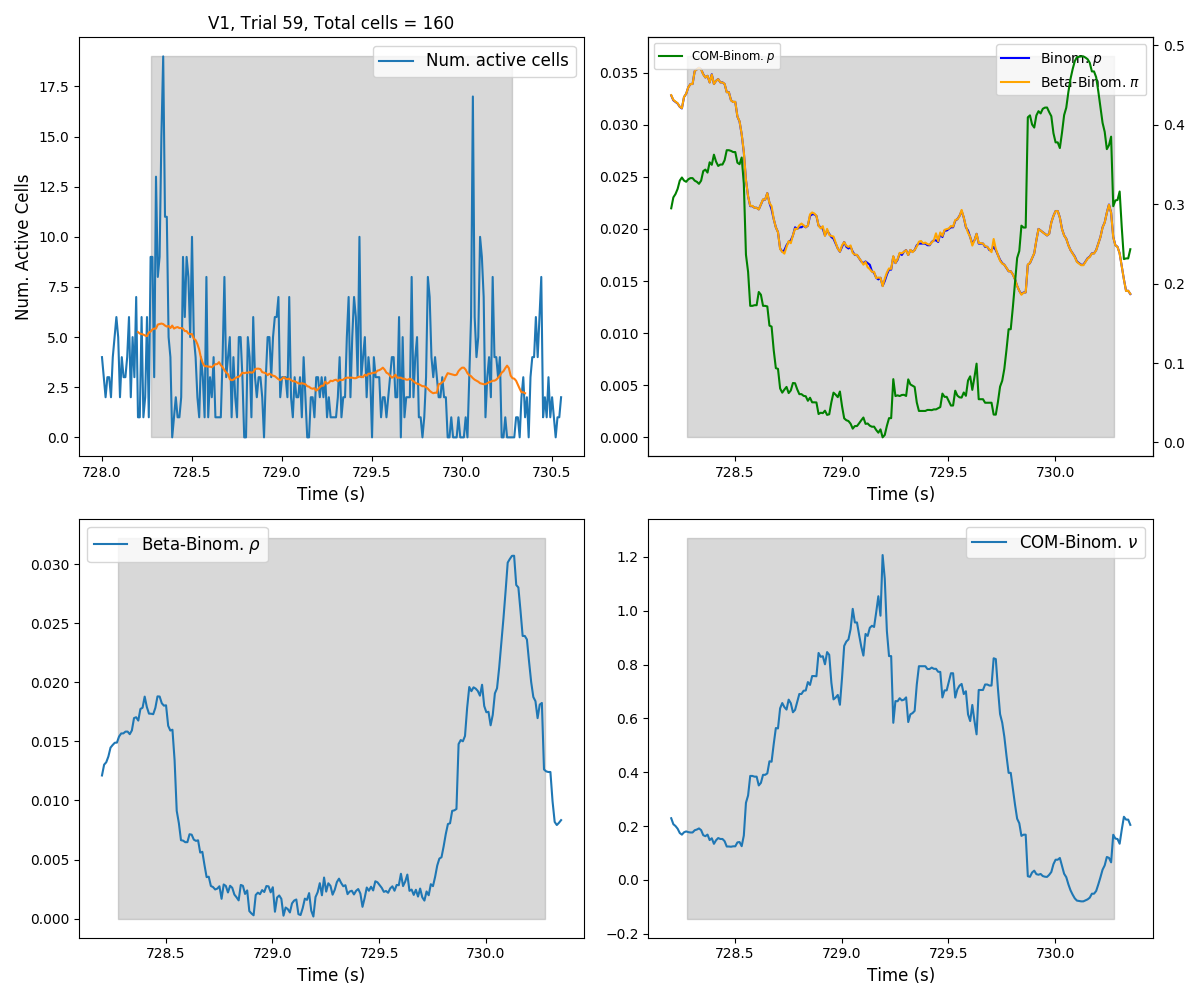 V1, Trial 59, Total cells = 160
Num. active cells
17.5
15.0
12.5
10.0
7.5
5.0
2.5
0.0
Num. Active Cells
728.0 728.5 729.0 729.5 730.0 730.5
Time (s)
COM-Binom. p
Binom. p
Beta-Binom. π
0.035
0.030
0.025
0.020
0.015
0.010
0.005
0.000
0.5
0.4
0.3
0.2
0.1
0.0
728.5 729.0 729.5 730.0
Time (s)
Beta-Binom. ρ
0.030
0.025
0.020
0.015
0.010
0.005
0.000
728.5 729.0 729.5 730.0
Time (s)
COM-Binom. ν
1.2
1.0
0.8
0.6
0.4
0.2
0.0
−0.2
728.5 729.0 729.5 730.0
Time (s)